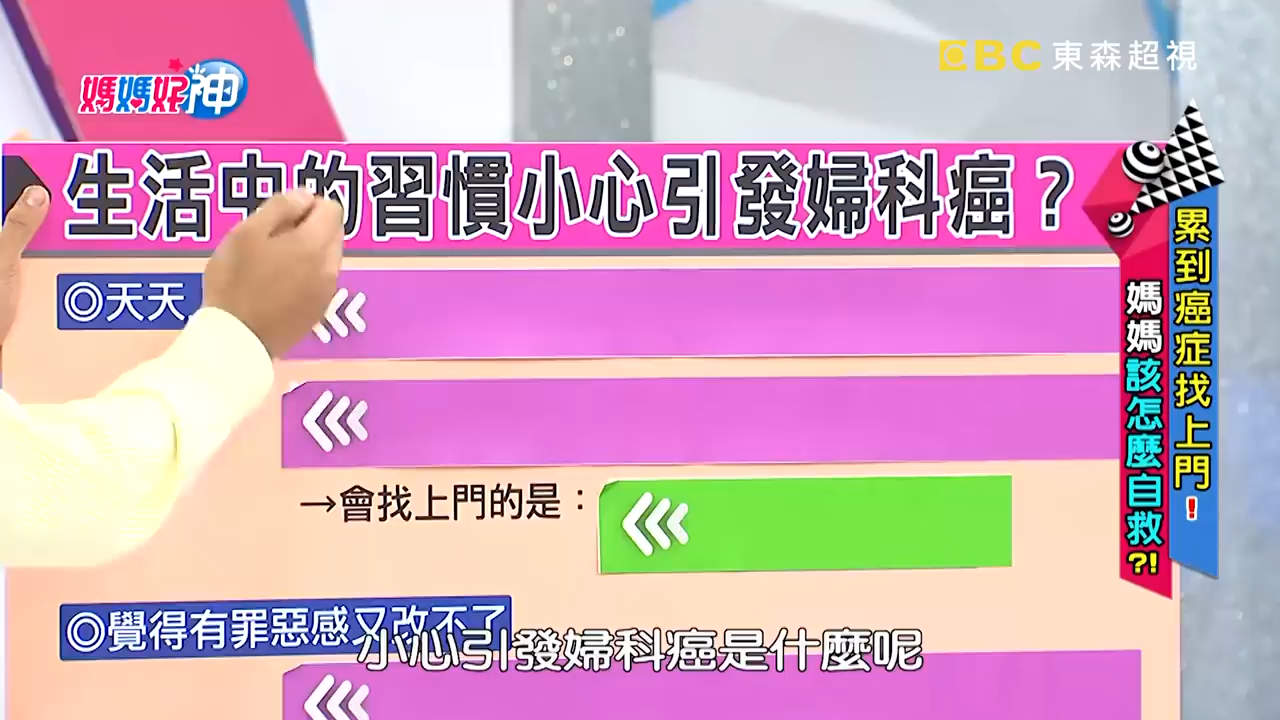 媽媽好神
EBC 東森超視
生活中的習慣小心引發婦科癌？
◎天天
→會找上門的是：
◎覺得有罪惡感又改不了
累到癌症找上門！
媽媽該怎麼自救?!
小心引發婦科癌是什麼呢